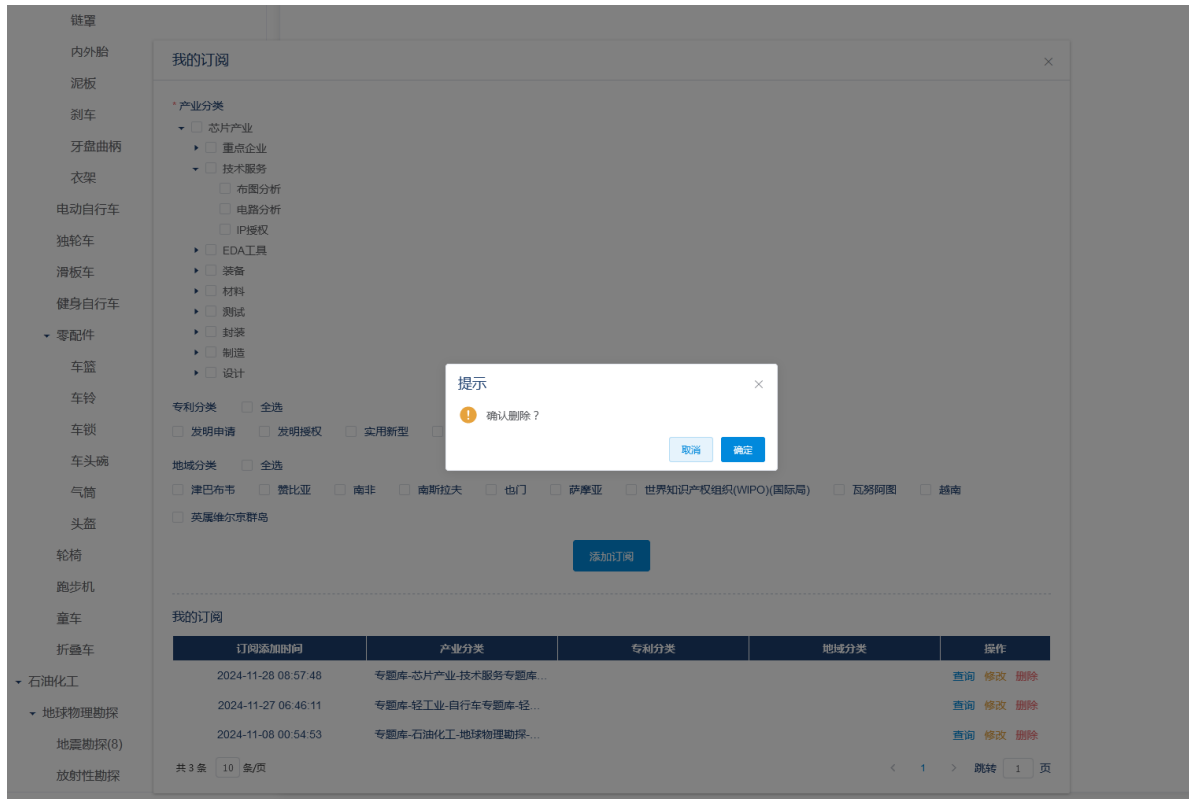 链罩
内外胎
泥板
刹车
牙盘曲柄
衣架
电动自行车
独轮车
滑板车
健身自行车
零配件
车篮
车铃
车锁
车头碗
气筒
头盔
轮椅
跑步机
童车
折叠车
石油化工
地球物理勘探
地震勘探(8)
放射性勘探
我的订阅
* 产业分类
芯片产业
重点企业
技术服务
布图分析
电路分析
IP授权
EDA工具
装备
材料
测试
封装
制造
设计
专利分类 全选
发明申请 发明授权 实用新型
地域分类 全选
津巴布韦 赞比亚 南非 南斯拉夫 也门 萨摩亚 世界知识产权组织(WIPO)(国际局) 瓦努阿图 越南
英属维尔京群岛
提示
确认删除？
取消 确定
添加订阅
我的订阅
订阅添加时间 产业分类 专利分类 地域分类 操作
2024-11-28 08:57:48 专题库-芯片产业-技术服务专题库... 查询 修改 删除
2024-11-27 06:46:11 专题库-轻工业-自行车专题库-轻... 查询 修改 删除
2024-11-08 00:54:53 专题库-石油化工-地球物理勘探-... 查询 修改 删除
共 3 条 10 条/页 1 跳转 1 页